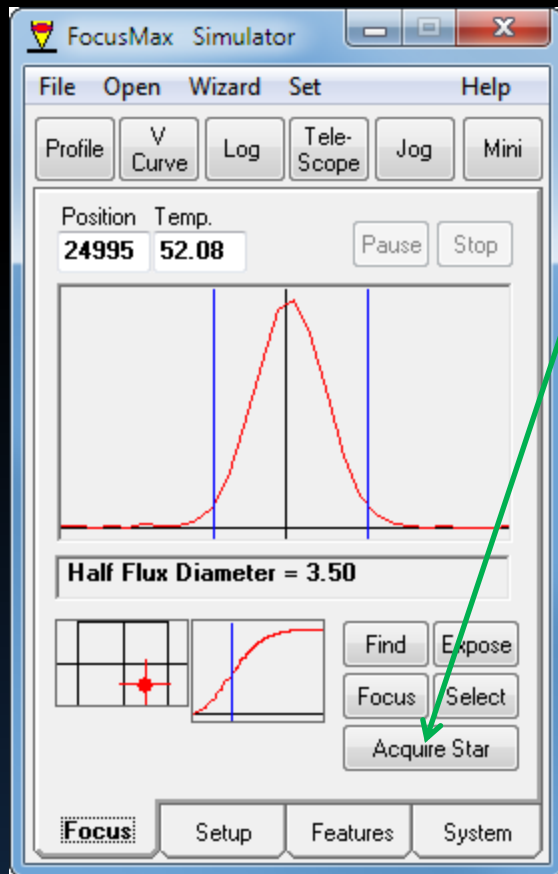 FocusMax Simulator
File Open Wizard Set Help
Profile V Curve Log Tele-Scope Jog Mini
Position Temp.
24995 52.08 Pause Stop
Half Flux Diameter = 3.50
Find Expose
Focus Select
Acquire Star
Focus Setup Features System